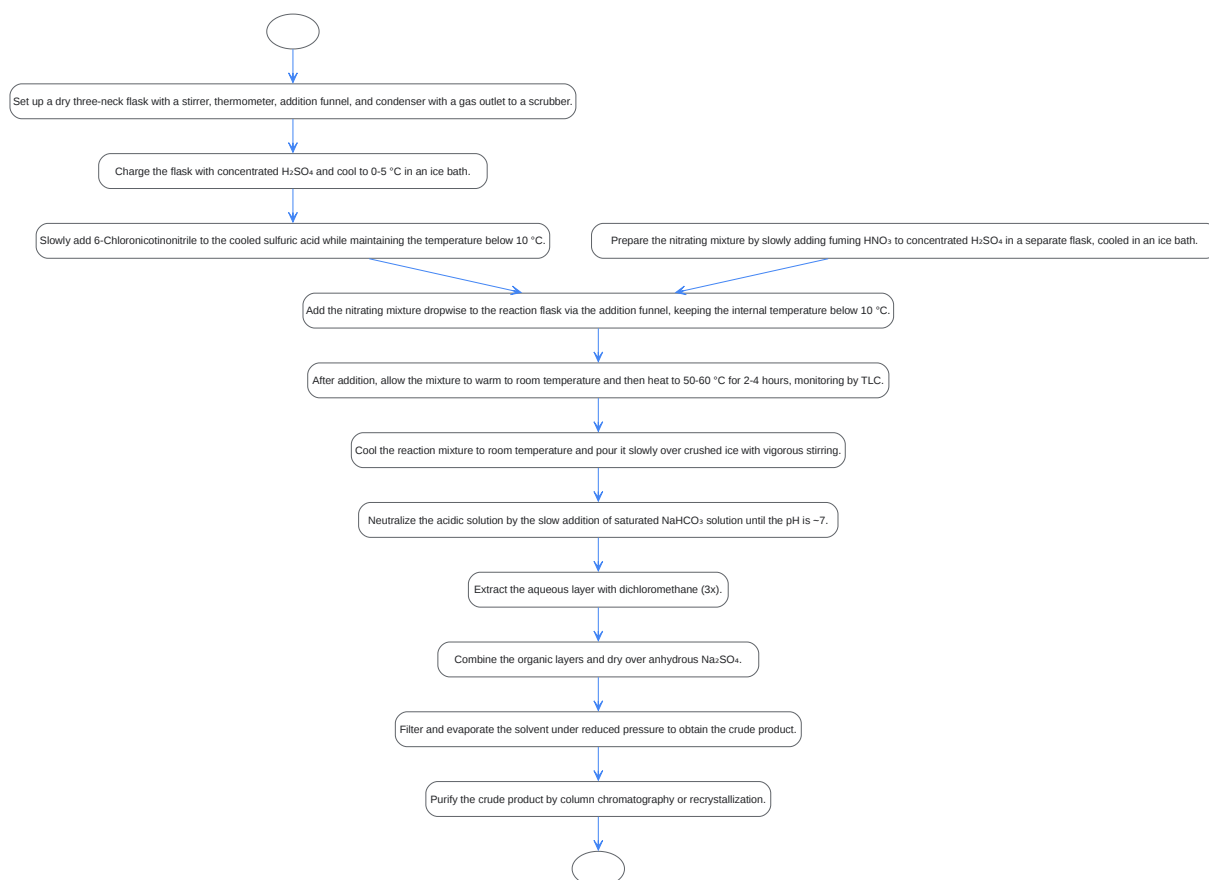 Set up a dry three-neck flask with a stirrer, thermometer, addition funnel, and condenser with a gas outlet to a scrubber.
Charge the flask with concentrated H₂SO₄ and cool to 0-5 °C in an ice bath.
Slowly add 6-Chloronicotinonitrile to the cooled sulfuric acid while maintaining the temperature below 10 °C.
Prepare the nitrating mixture by slowly adding fuming HNO₃ to concentrated H₂SO₄ in a separate flask, cooled in an ice bath.
Add the nitrating mixture dropwise to the reaction flask via the addition funnel, keeping the internal temperature below 10 °C.
After addition, allow the mixture to warm to room temperature and then heat to 50-60 °C for 2-4 hours, monitoring by TLC.
Cool the reaction mixture to room temperature and pour it slowly over crushed ice with vigorous stirring.
Neutralize the acidic solution by the slow addition of saturated NaHCO₃ solution until the pH is ~7.
Extract the aqueous layer with dichloromethane (3x).
Combine the organic layers and dry over anhydrous Na₂SO₄.
Filter and evaporate the solvent under reduced pressure to obtain the crude product.
Purify the crude product by column chromatography or recrystallization.